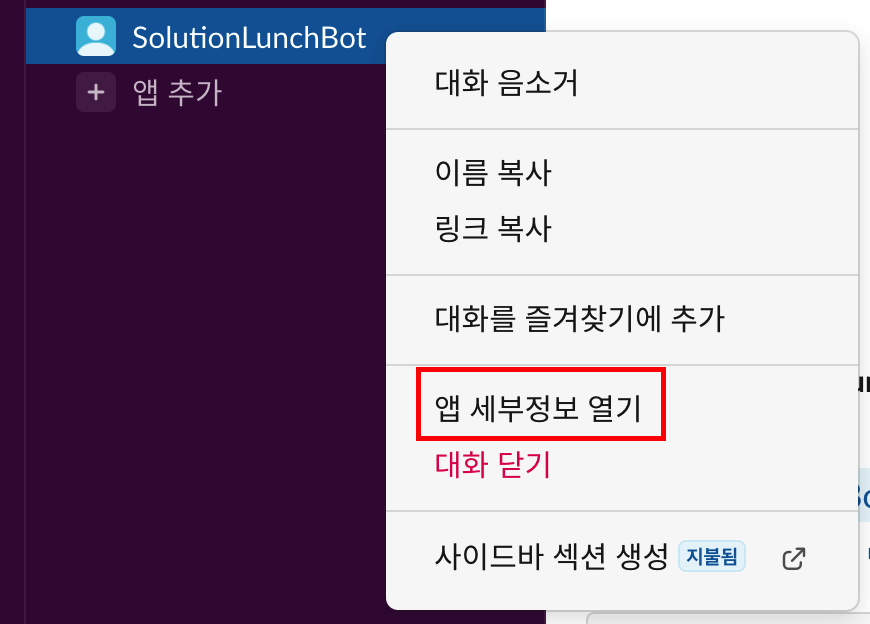 SolutionLunchBot
앱 추가
대화 음소거
이름 복사
링크 복사
대화를 즐겨찾기에 추가
앱 세부정보 열기
대화 닫기
사이드바 섹션 생성 지불됨